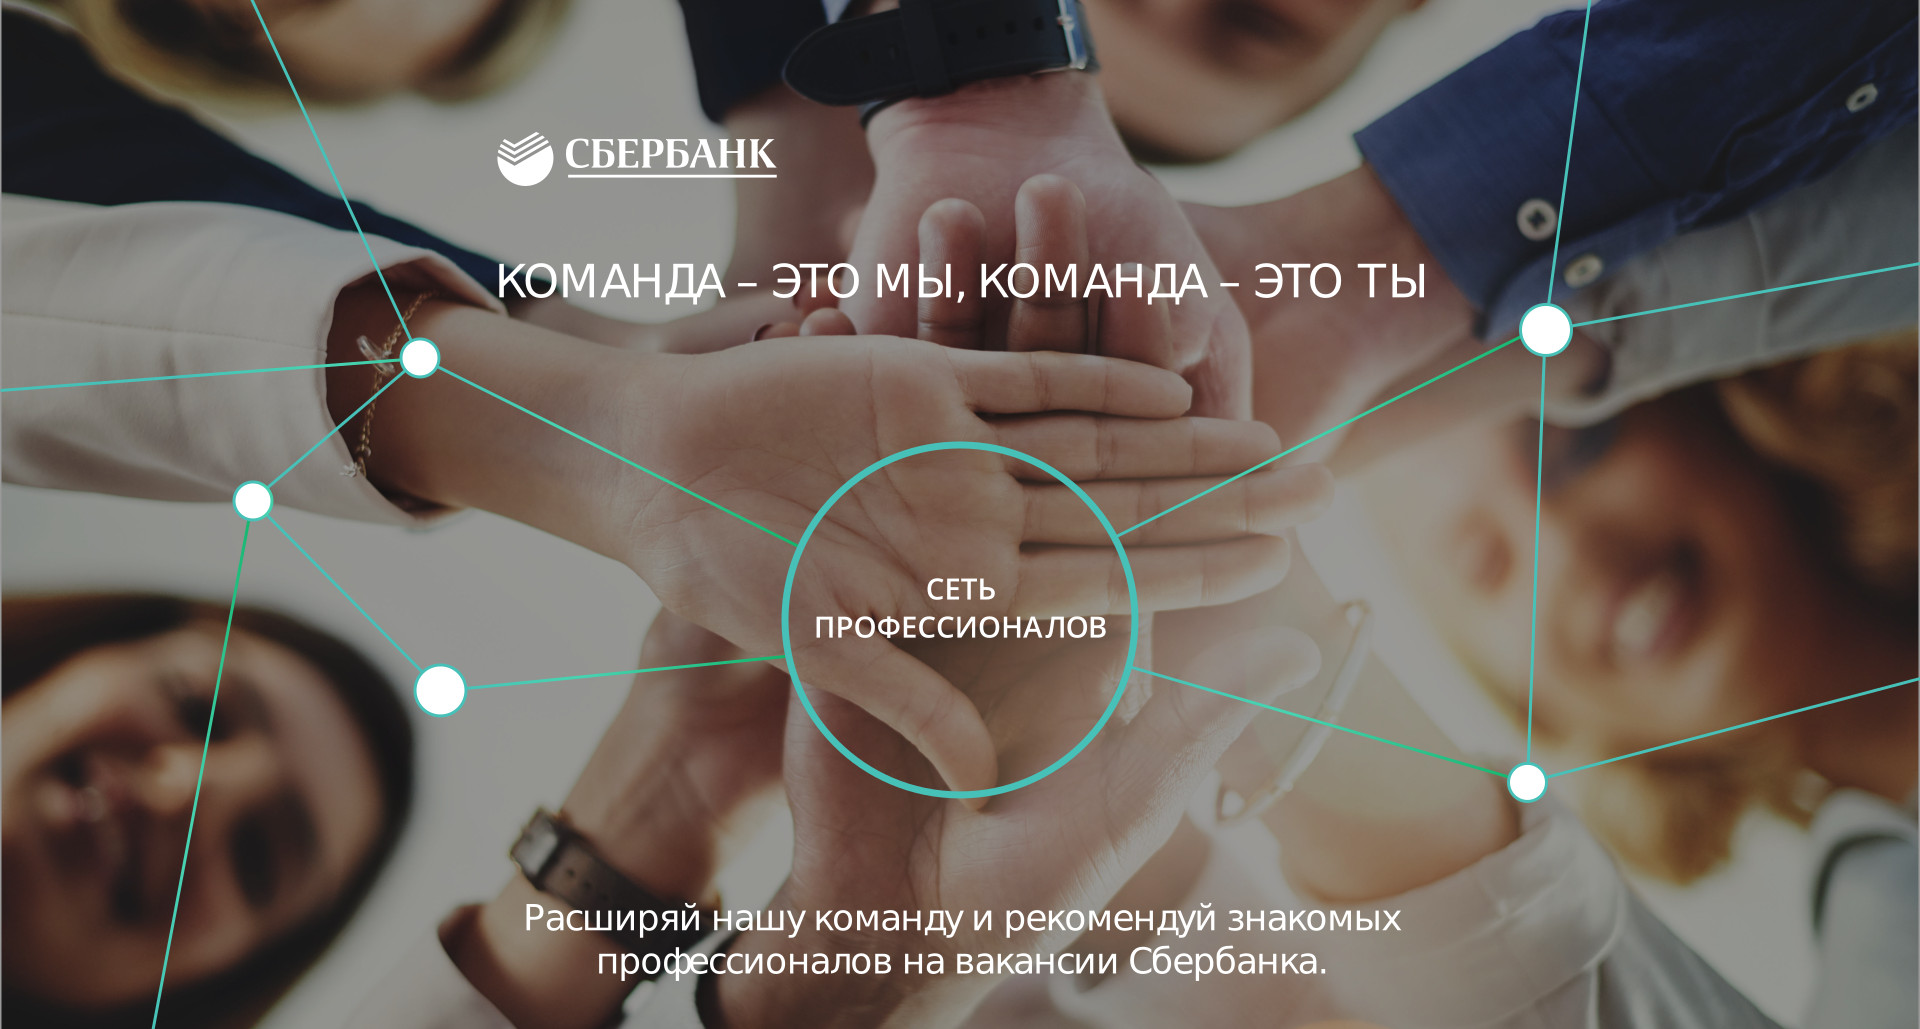 СБЕРБАНК
КОМАНДА – ЭТО МЫ, КОМАНДА – ЭТО ТЫ
СЕТЬ
ПРОФЕССИОНАЛОВ
Расширяй нашу команду и рекомендуй знакомых
профессионалов на вакансии Сбербанка.